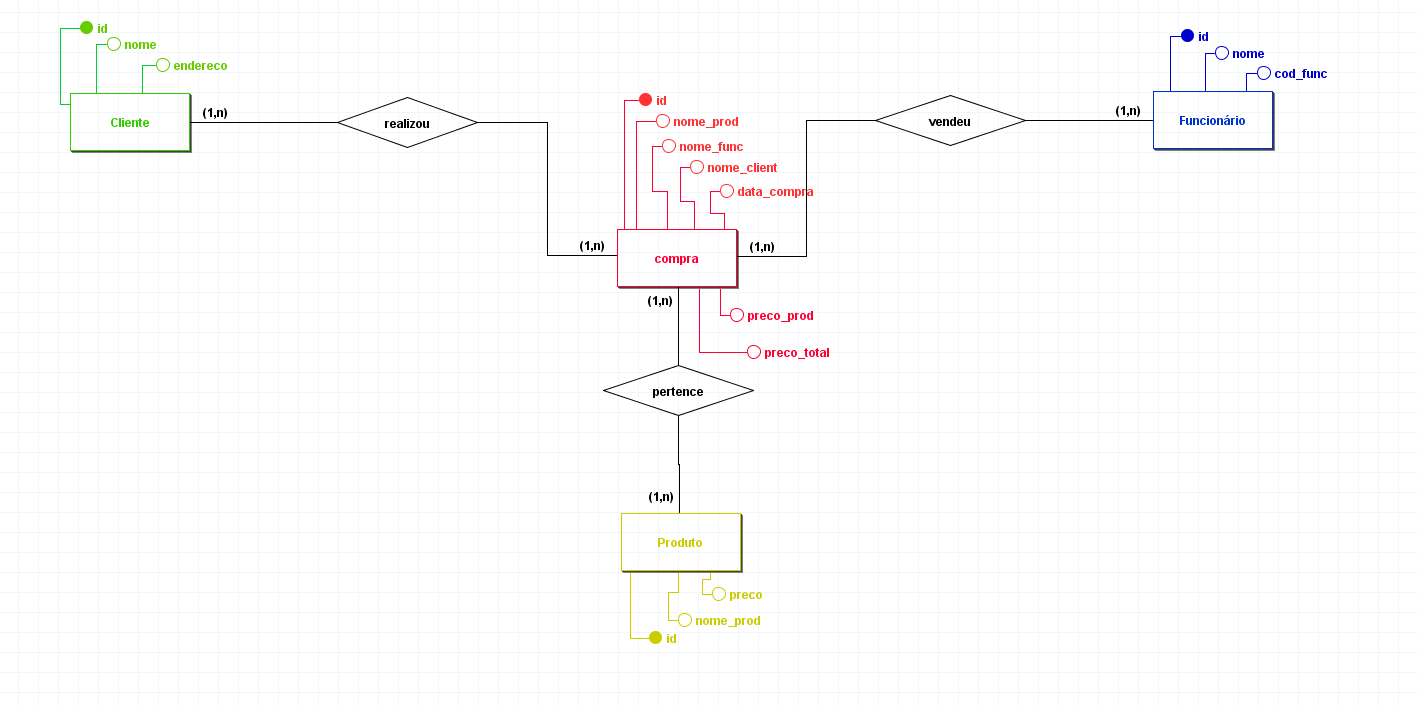 id
nome
endereco
Cliente
(1,n)
realizou
(1,n)
id
nome_prod
nome_func
nome_client
data_compra
compra
(1,n)
vendeu
(1,n)
id
nome
cod_func
Funcionário
(1,n)
preco_prod
preco_total
pertence
(1,n)
Produto
preco
nome_prod
id